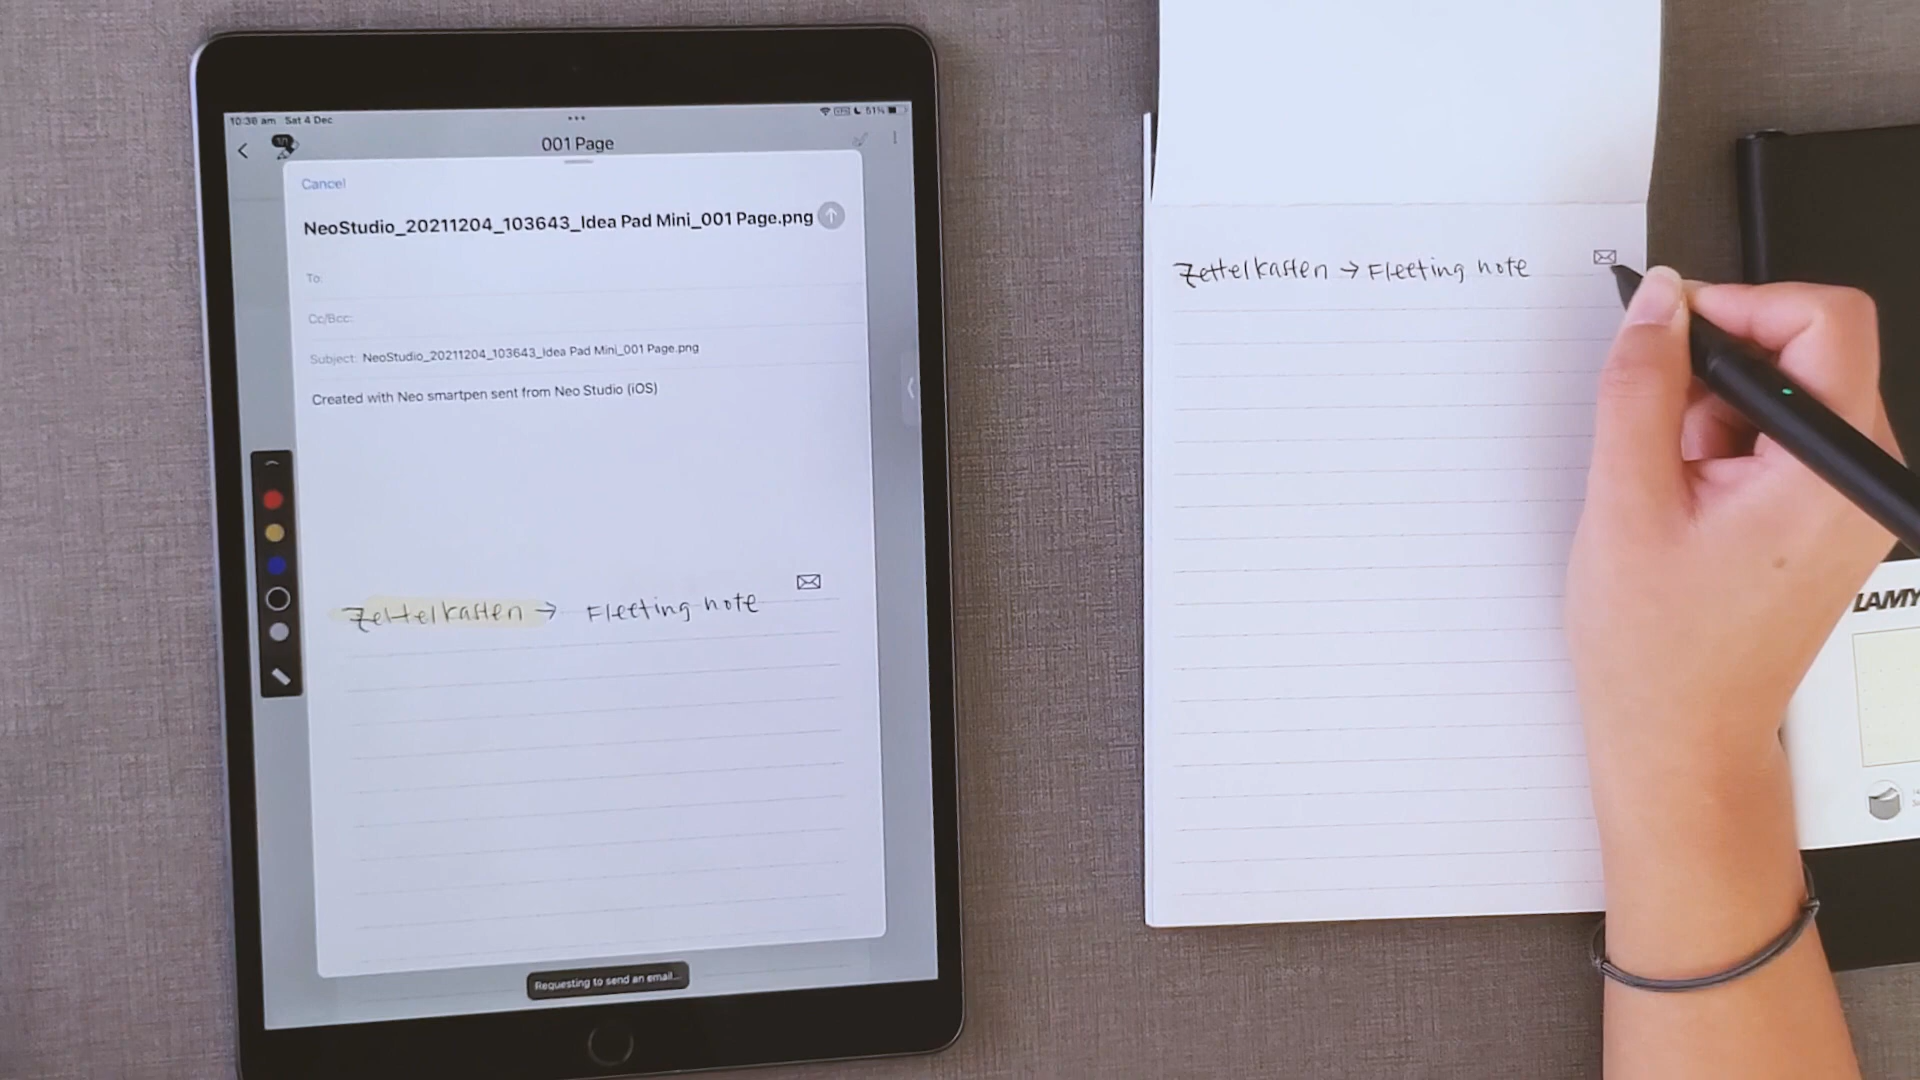 10:36 am Sat 4 Dec
51%
001 Page
Cancel
NeoStudio_20211204_103643_Idea Pad Mini_001 Page.png
To:
Cc/Bcc:
Subject: NeoStudio_20211204_103643_Idea Pad Mini_001 Page.png
Created with Neo smartpen sent from Neo Studio (iOS)
Zettelkasten → Fleeting note
Requesting to send an email...
Zettelkasten → Fleeting note
LAMY